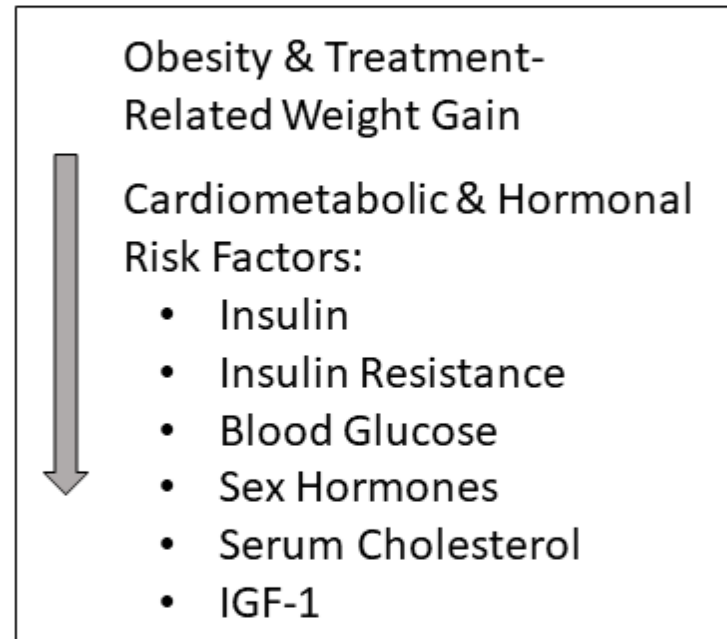 Obesity & Treatment-
Related Weight Gain
Cardiometabolic & Hormonal
Risk Factors:
• Insulin
• Insulin Resistance
• Blood Glucose
• Sex Hormones
• Serum Cholesterol
• IGF-1